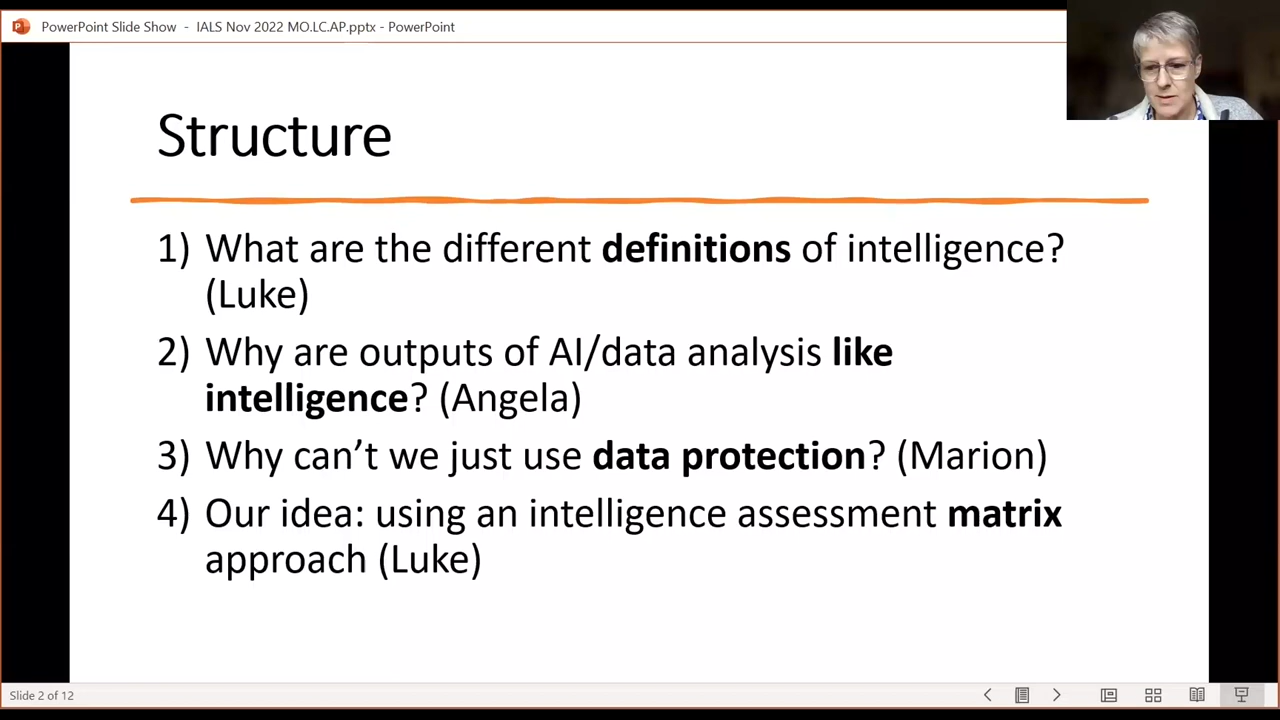 PowerPoint Slide Show - IALS Nov 2022 MO.LC.AP.pptx - PowerPoint
Structure
1) What are the different definitions of intelligence?
(Luke)
2) Why are outputs of AI/data analysis like
intelligence? (Angela)
3) Why can’t we just use data protection? (Marion)
4) Our idea: using an intelligence assessment matrix
approach (Luke)
Slide 2 of 12